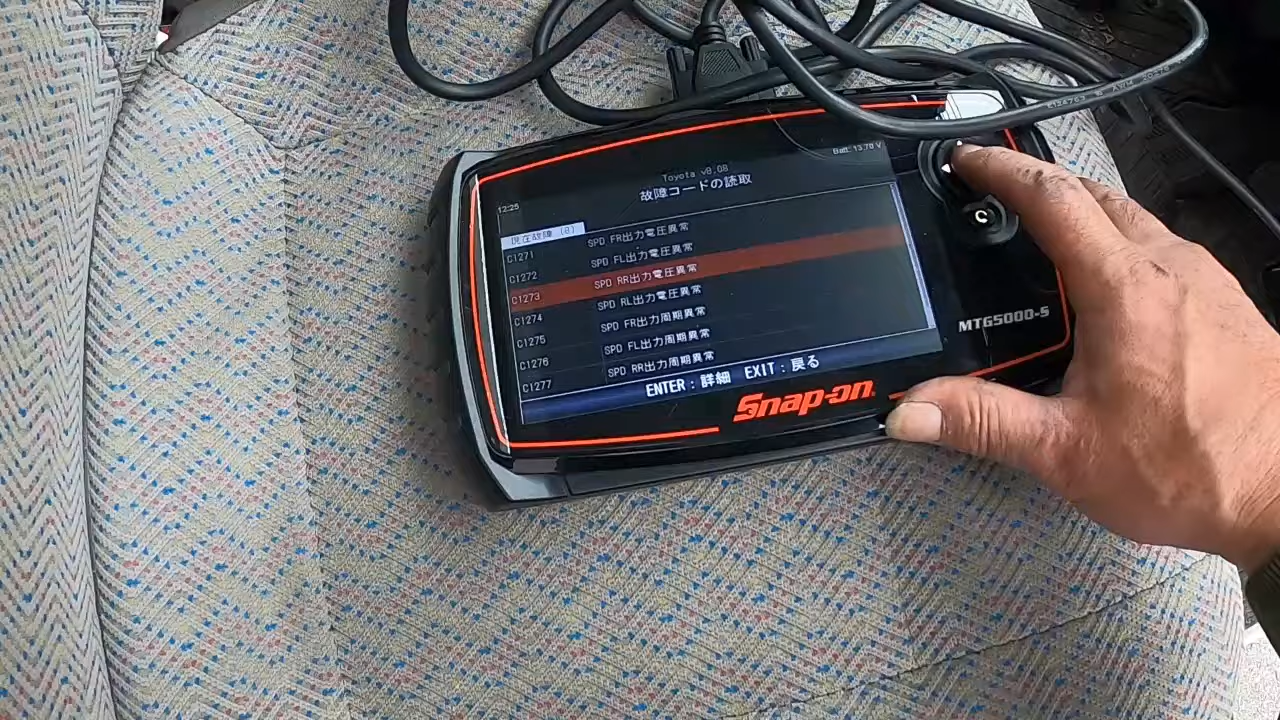 Batt: 13.70 V
Toyota v8.08
故障コードの読取
12:25
現在故障 (8)
C1271 SPD FR出力電圧異常
C1272 SPD FL出力電圧異常
C1273 SPD RR出力電圧異常
C1274 SPD RL出力電圧異常
C1275 SPD FR出力周期異常
C1276 SPD FL出力周期異常
C1277 SPD RR出力周期異常
ENTER : 詳細 EXIT : 戻る
Snap-on
MTG5000-S
C